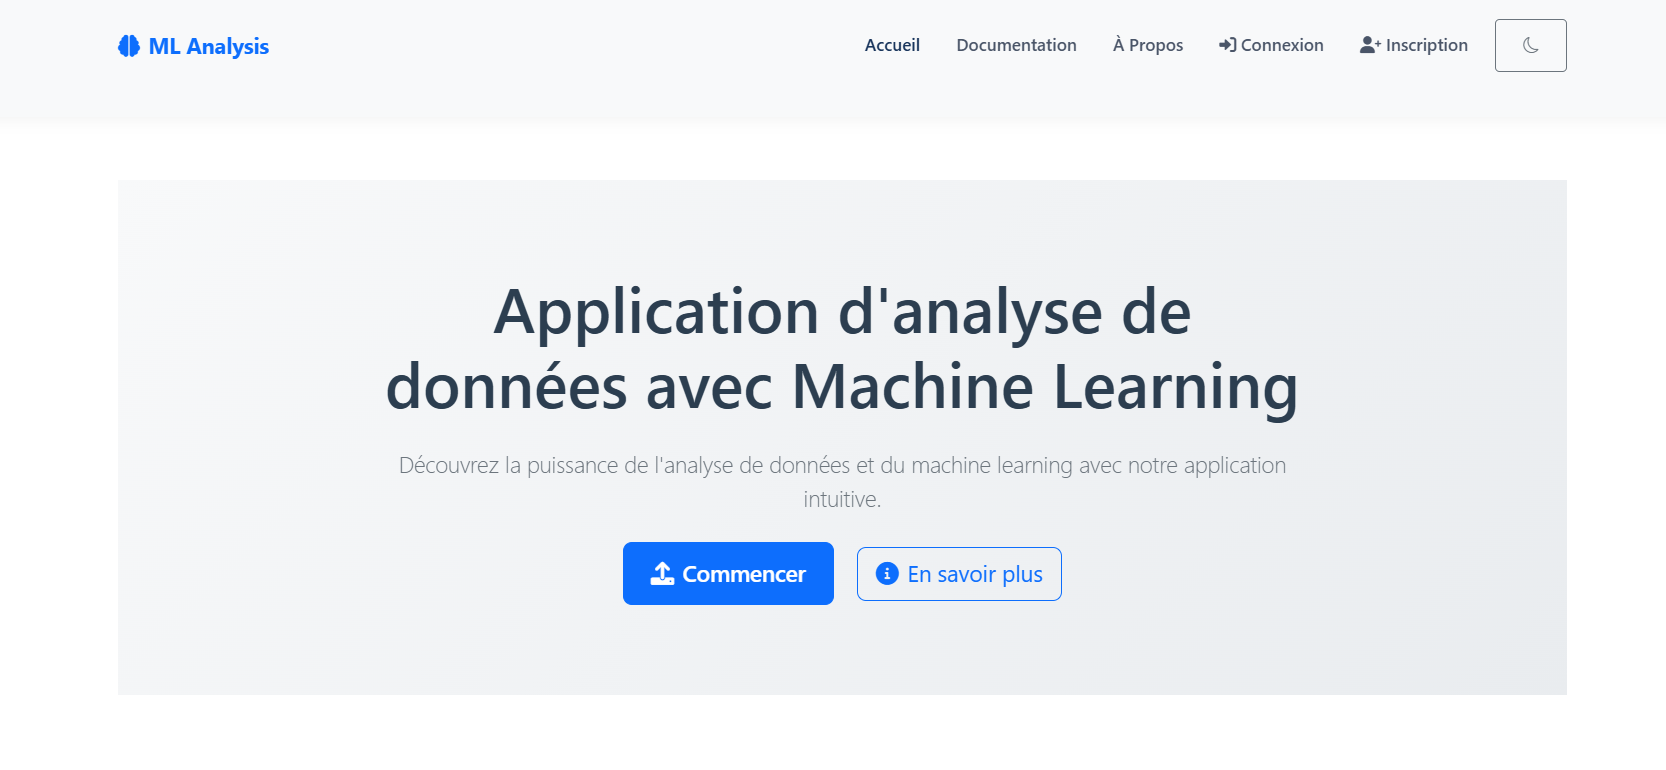 ML Analysis
Accueil
Documentation
À Propos
Connexion
Inscription
Application d'analyse de
données avec Machine Learning
Découvrez la puissance de l'analyse de données et du machine learning avec notre application
intuitive.
Commencer
En savoir plus